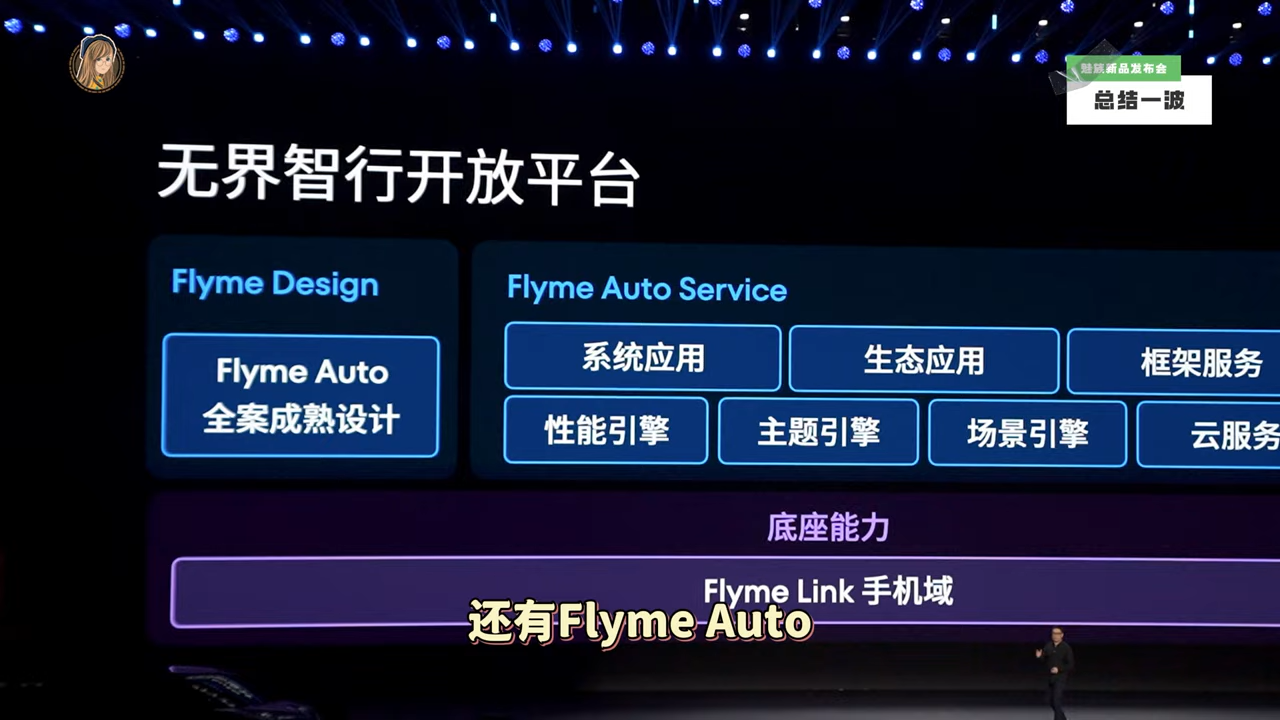 魅族新品发布会
总结一波
无界智行开放平台
Flyme Design
Flyme Auto
全案成熟设计
Flyme Auto Service
系统应用
生态应用
框架服务
性能引擎
主题引擎
场景引擎
云服务
底座能力
Flyme Link 手机域
还有Flyme Auto